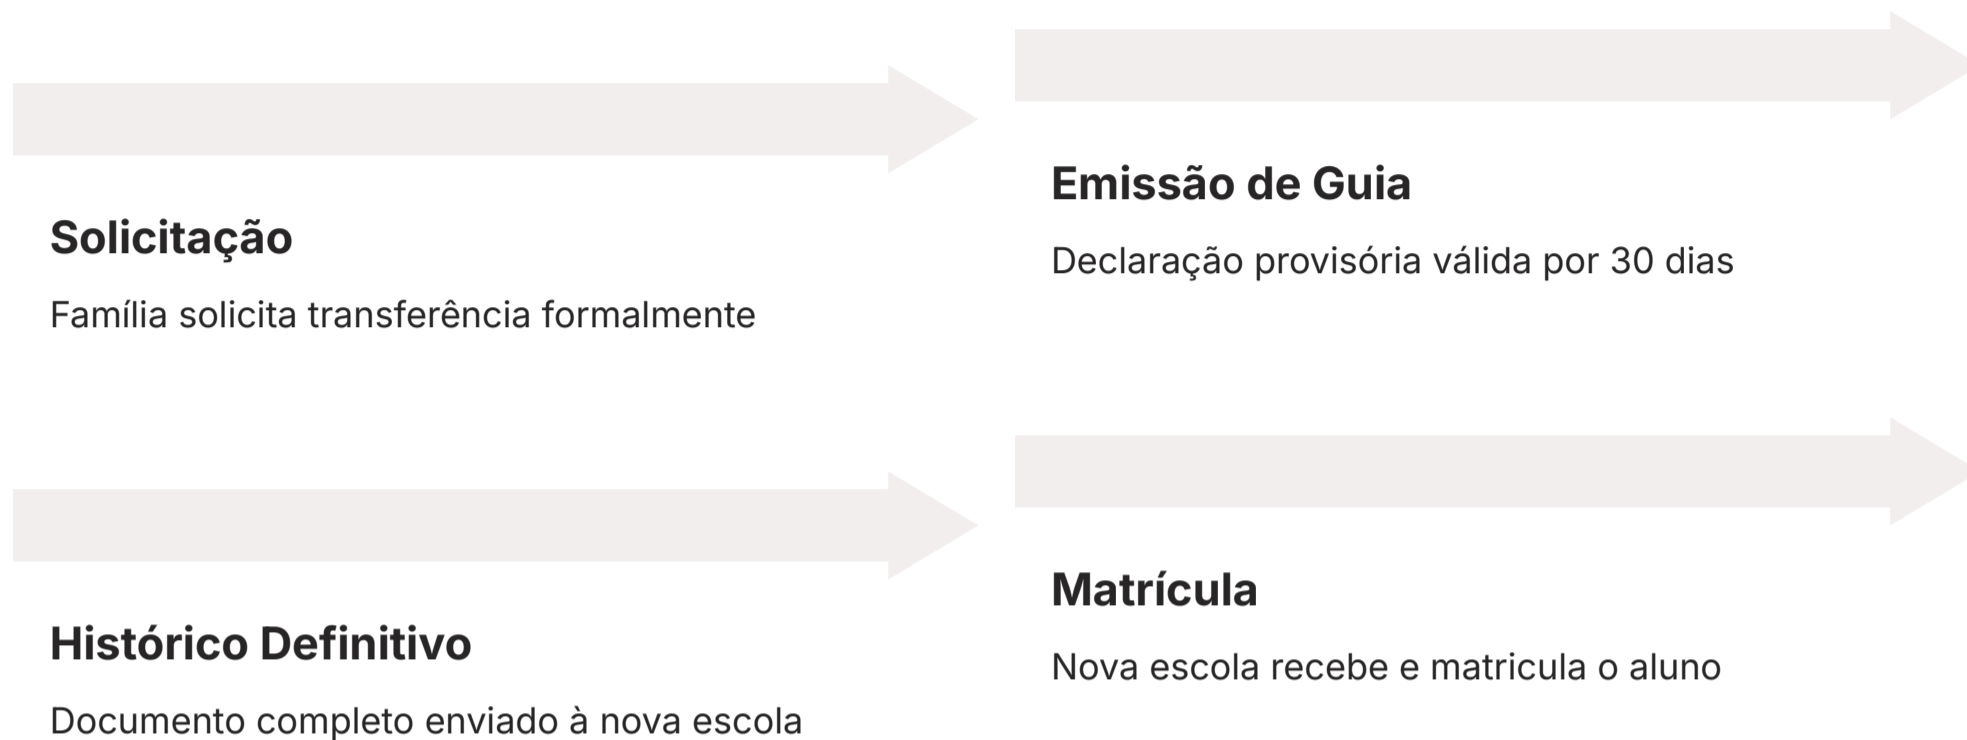 Solicitação
Família solicita transferência formalmente
Emissão de Guia
Declaração provisória válida por 30 dias
Histórico Definitivo
Documento completo enviado à nova escola
Matrícula
Nova escola recebe e matricula o aluno